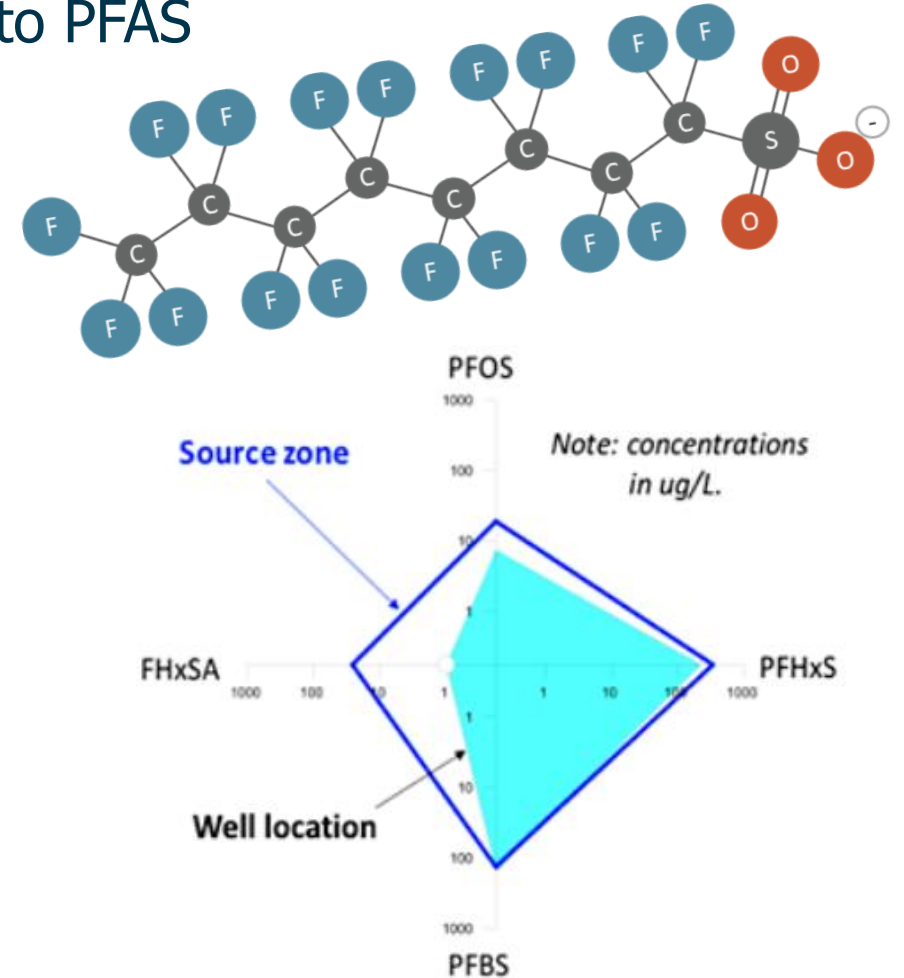 to PFAS
F F F F F F F F O
C C C C C C C C S O -
F F F F F F F F F O
PFOS
1000
Source zone
Note: concentrations
in ug/L.
100
10
1
FHxSA
PFHxS
1000 100 10 1 1 10 100 1000
1
10
Well location
100
1000
PFBS